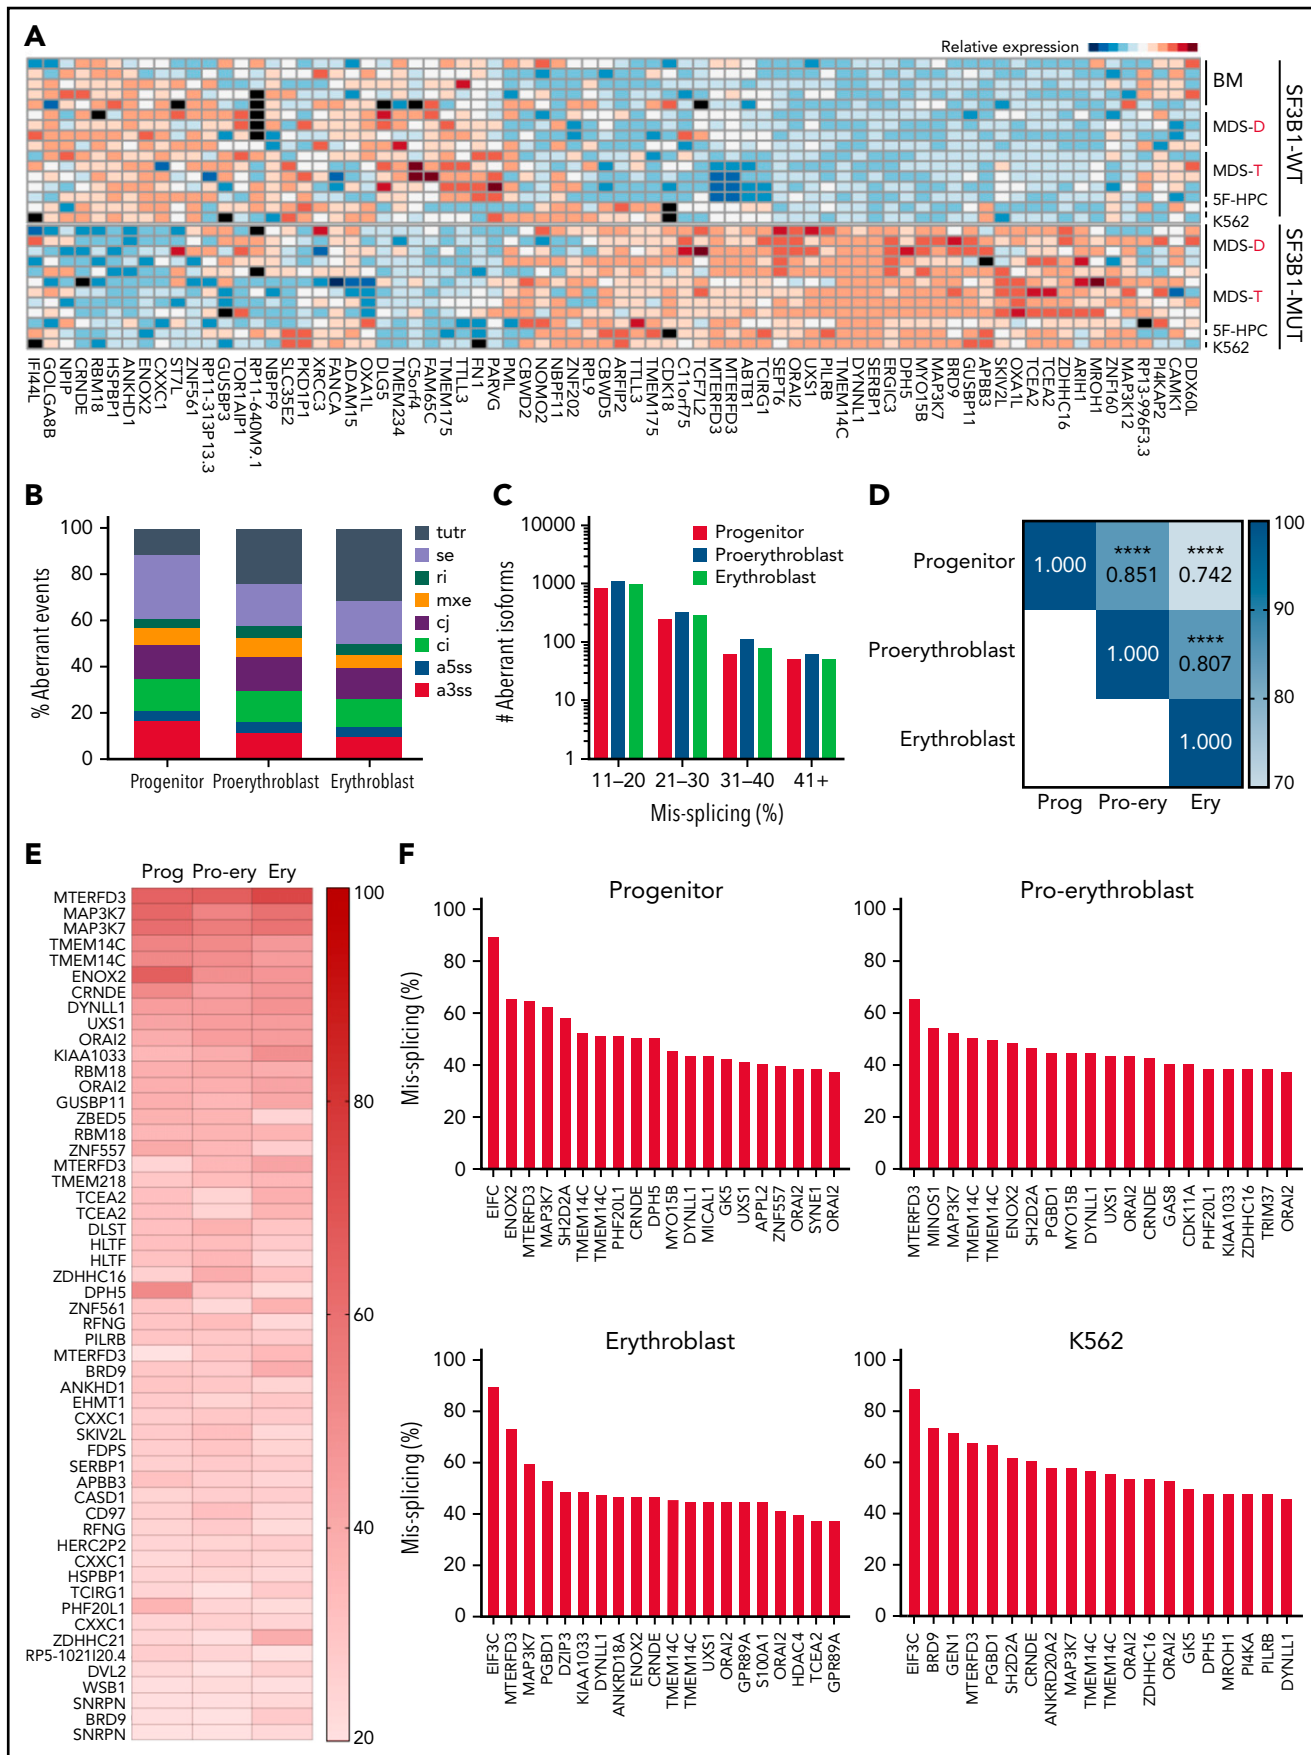 A
Relative expression
BM
MDS-D
MDS-T
5F-HPC
K562
SF3B1-WT
MDS-D
MDS-T
5F-HPC
K562
SF3B1-MUT
IFI44L
GOLGA8B
NPIP
CRNDE
RBM18
HSPBP1
ANKHD1
ENOX2
CXXC1
ST7L
ZNF561
RP11-313P13.3
GUSBP3
TOR1AIP1
RP11-640M9.1
NBPF9
SLC35E2
PKD1P1
XRCC3
FANCA
ADAM15
OXA1L
DLG5
TMEM234
C5orf4
FAM65C
TMEM175
TTLL3
FN1
PARVG
PML
CBWD2
NOMO2
NBPF11
ZNF202
RPL9
CBWD5
ARFIP2
TTLL3
TMEM175
CDK18
C11orf75
TCF7L2
MTERFD3
MTERFD3
ABTB1
TCIRG1
SEPT6
ORAI2
UXS1
PILRB
TMEM14C
DYNLL1
SERBP1
ERGIC3
DPH5
MYO15B
MAP3K7
BRD9
GUSBP11
APBB3
SKIV2L
OXA1L
TCEA2
TCEA2
ZDHHC16
ARIH1
MROH1
ZNF160
MAP3K12
RP13-996F3.3
PI4KAP2
CAMK1
DDX60L
B
% Aberrant events
100
80
60
40
20
0
Progenitor
Proerythroblast
Erythroblast
tutr
se
ri
mxe
cj
ci
a5ss
a3ss
C
# Aberrant isoforms
10000
1000
100
10
1
Progenitor
Proerythroblast
Erythroblast
11–20
21–30
31–40
41+
Mis-splicing (%)
D
Progenitor
1.000
****
0.851
****
0.742
Proerythroblast
1.000
****
0.807
Erythroblast
1.000
Prog
Pro-ery
Ery
100
90
80
70
E
Prog
Pro-ery
Ery
MTERFD3
MAP3K7
MAP3K7
TMEM14C
TMEM14C
ENOX2
CRNDE
DYNLL1
UXS1
ORAI2
KIAA1033
RBM18
ORAI2
GUSBP11
ZBED5
RBM18
ZNF557
MTERFD3
TMEM218
TCEA2
TCEA2
DLST
HLTF
HLTF
ZDHHC16
DPH5
ZNF561
RFNG
PILRB
MTERFD3
BRD9
ANKHD1
EHMT1
CXXC1
SKIV2L
FDPS
SERBP1
APBB3
CASD1
CD97
RFNG
HERC2P2
CXXC1
HSPBP1
TCIRG1
PHF20L1
CXXC1
ZDHHC21
RP5-1021I20.4
DVL2
WSB1
SNRPN
BRD9
SNRPN
100
80
60
40
20
F
Progenitor
Mis-splicing (%)
100
80
60
40
20
0
EIFC
ENOX2
MTERFD3
MAP3K7
SH2D2A
TMEM14C
TMEM14C
PHF20L1
CRNDE
DPH5
MYO15B
DYNLL1
MICAL1
GK5
UXS1
APPL2
ZNF557
ORAI2
SYNE1
ORAI2
Pro-erythroblast
100
80
60
40
20
0
MTERFD3
MINOS1
MAP3K7
TMEM14C
TMEM14C
ENOX2
SH2D2A
PGBD1
MYO15B
DYNLL1
UXS1
ORAI2
CRNDE
GAS8
CDK11A
PHF20L1
KIAA1033
ZDHHC16
TRIM37
ORAI2
Erythroblast
Mis-splicing (%)
100
80
60
40
20
0
EIF3C
MTERFD3
MAP3K7
PGBD1
DZIP3
KIAA1033
DYNLL1
ANKRD18A
ENOX2
CRNDE
TMEM14C
TMEM14C
UXS1
ORAI2
GPR89A
S100A1
ORAI2
HDAC4
TCEA2
GPR89A
K562
100
80
60
40
20
0
EIF3C
BRD9
GEN1
MTERFD3
PGBD1
SH2D2A
CRNDE
ANKRD20A2
MAP3K7
TMEM14C
TMEM14C
ORAI2
ZDHHC16
ORAI2
GK5
DPH5
MROH1
PI4KA
PILRB
DYNLL1